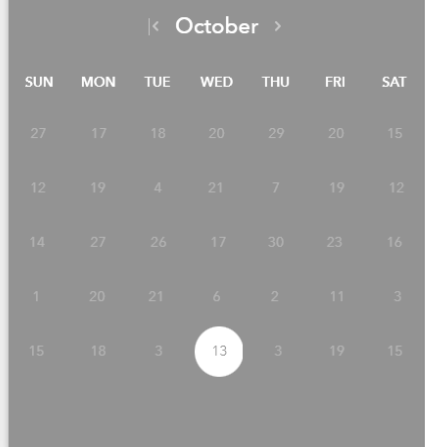 |< October >
SUN MON TUE WED THU FRI SAT
27 17 18 20 29 20 15
12 19 4 21 7 19 12
14 27 26 17 30 23 16
1 20 21 6 2 11 3
15 18 3 13 3 19 15